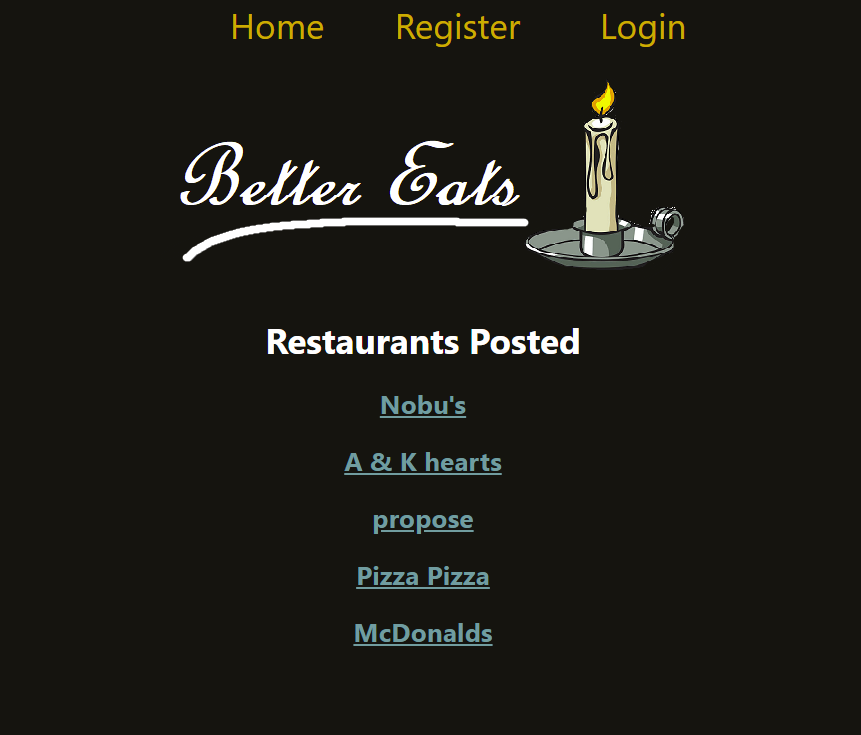 Home Register Login
Better Eats
Restaurants Posted
Nobu's
A & K hearts
propose
Pizza Pizza
McDonalds